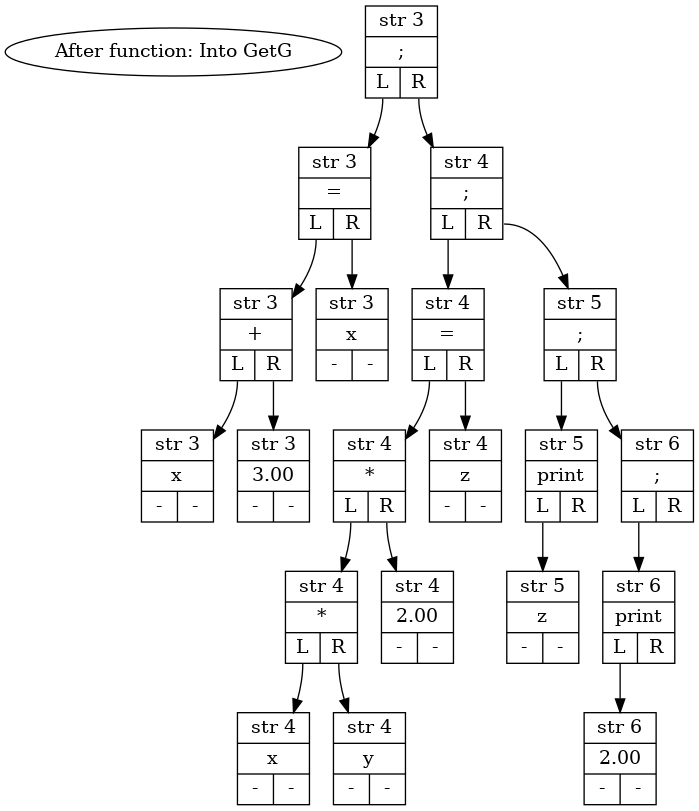 After function: Into GetG
str 3
;
L R
str 3
=
L R
str 4
;
L R
str 3
+
L R
str 3
x
- -
str 4
=
L R
str 5
;
L R
str 3
x
- -
str 3
3.00
- -
str 4
*
L R
str 4
z
- -
str 5
print
L R
str 6
;
L R
str 4
*
L R
str 4
2.00
- -
str 5
z
- -
str 6
print
L R
str 4
x
- -
str 4
y
- -
str 6
2.00
- -